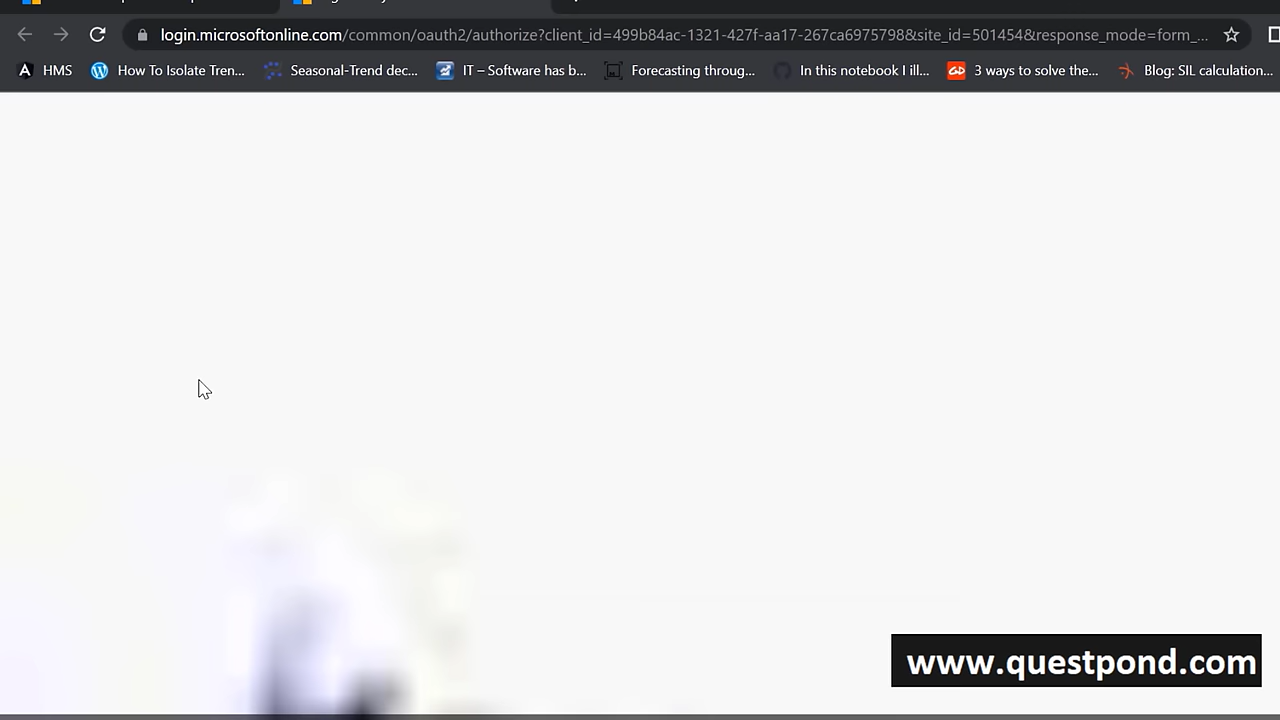 login.microsoftonline.com/common/oauth2/authorize?client_id=499b84ac-1321-427f-aa17-267ca6975798&site_id=501454&response_mode=form_...
HMS How To Isolate Tren... Seasonal-Trend dec... IT – Software has b... Forecasting throug... In this notebook I ill... 3 ways to solve the... Blog: SIL calculation...
www.questpond.com